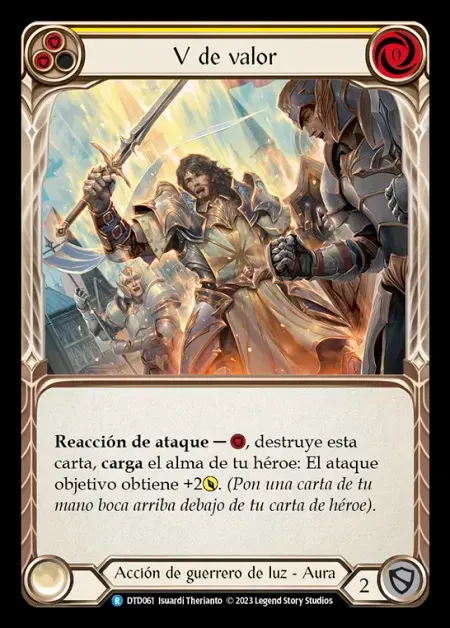 V de valor
0
Reacción de ataque — , destruye esta
carta, carga el alma de tu héroe: El ataque
objetivo obtiene +2 . (Pon una carta de tu
mano boca arriba debajo de tu carta de héroe).
Acción de guerrero de luz - Aura
2
R DTD061 Isuardi Therianto © 2023 Legend Story Studios